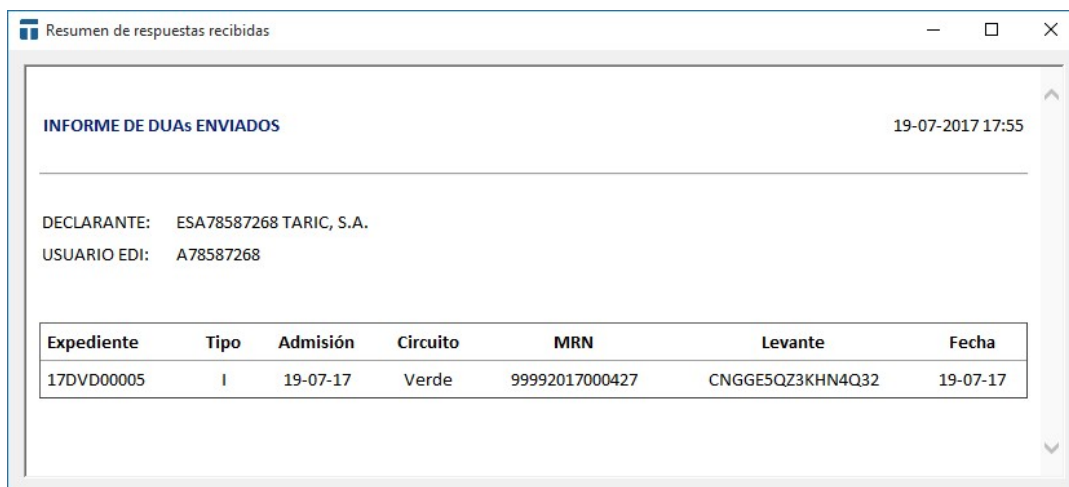 Resumen de respuestas recibidas
INFORME DE DUAs ENVIADOS 19-07-2017 17:55
DECLARANTE: ESA78587268 TARIC, S.A.
USUARIO EDI: A78587268
Expediente Tipo Admisión Circuito MRN Levante Fecha
17DVD00005 I 19-07-17 Verde 99992017000427 CNGGE5QZ3KHN4Q32 19-07-17